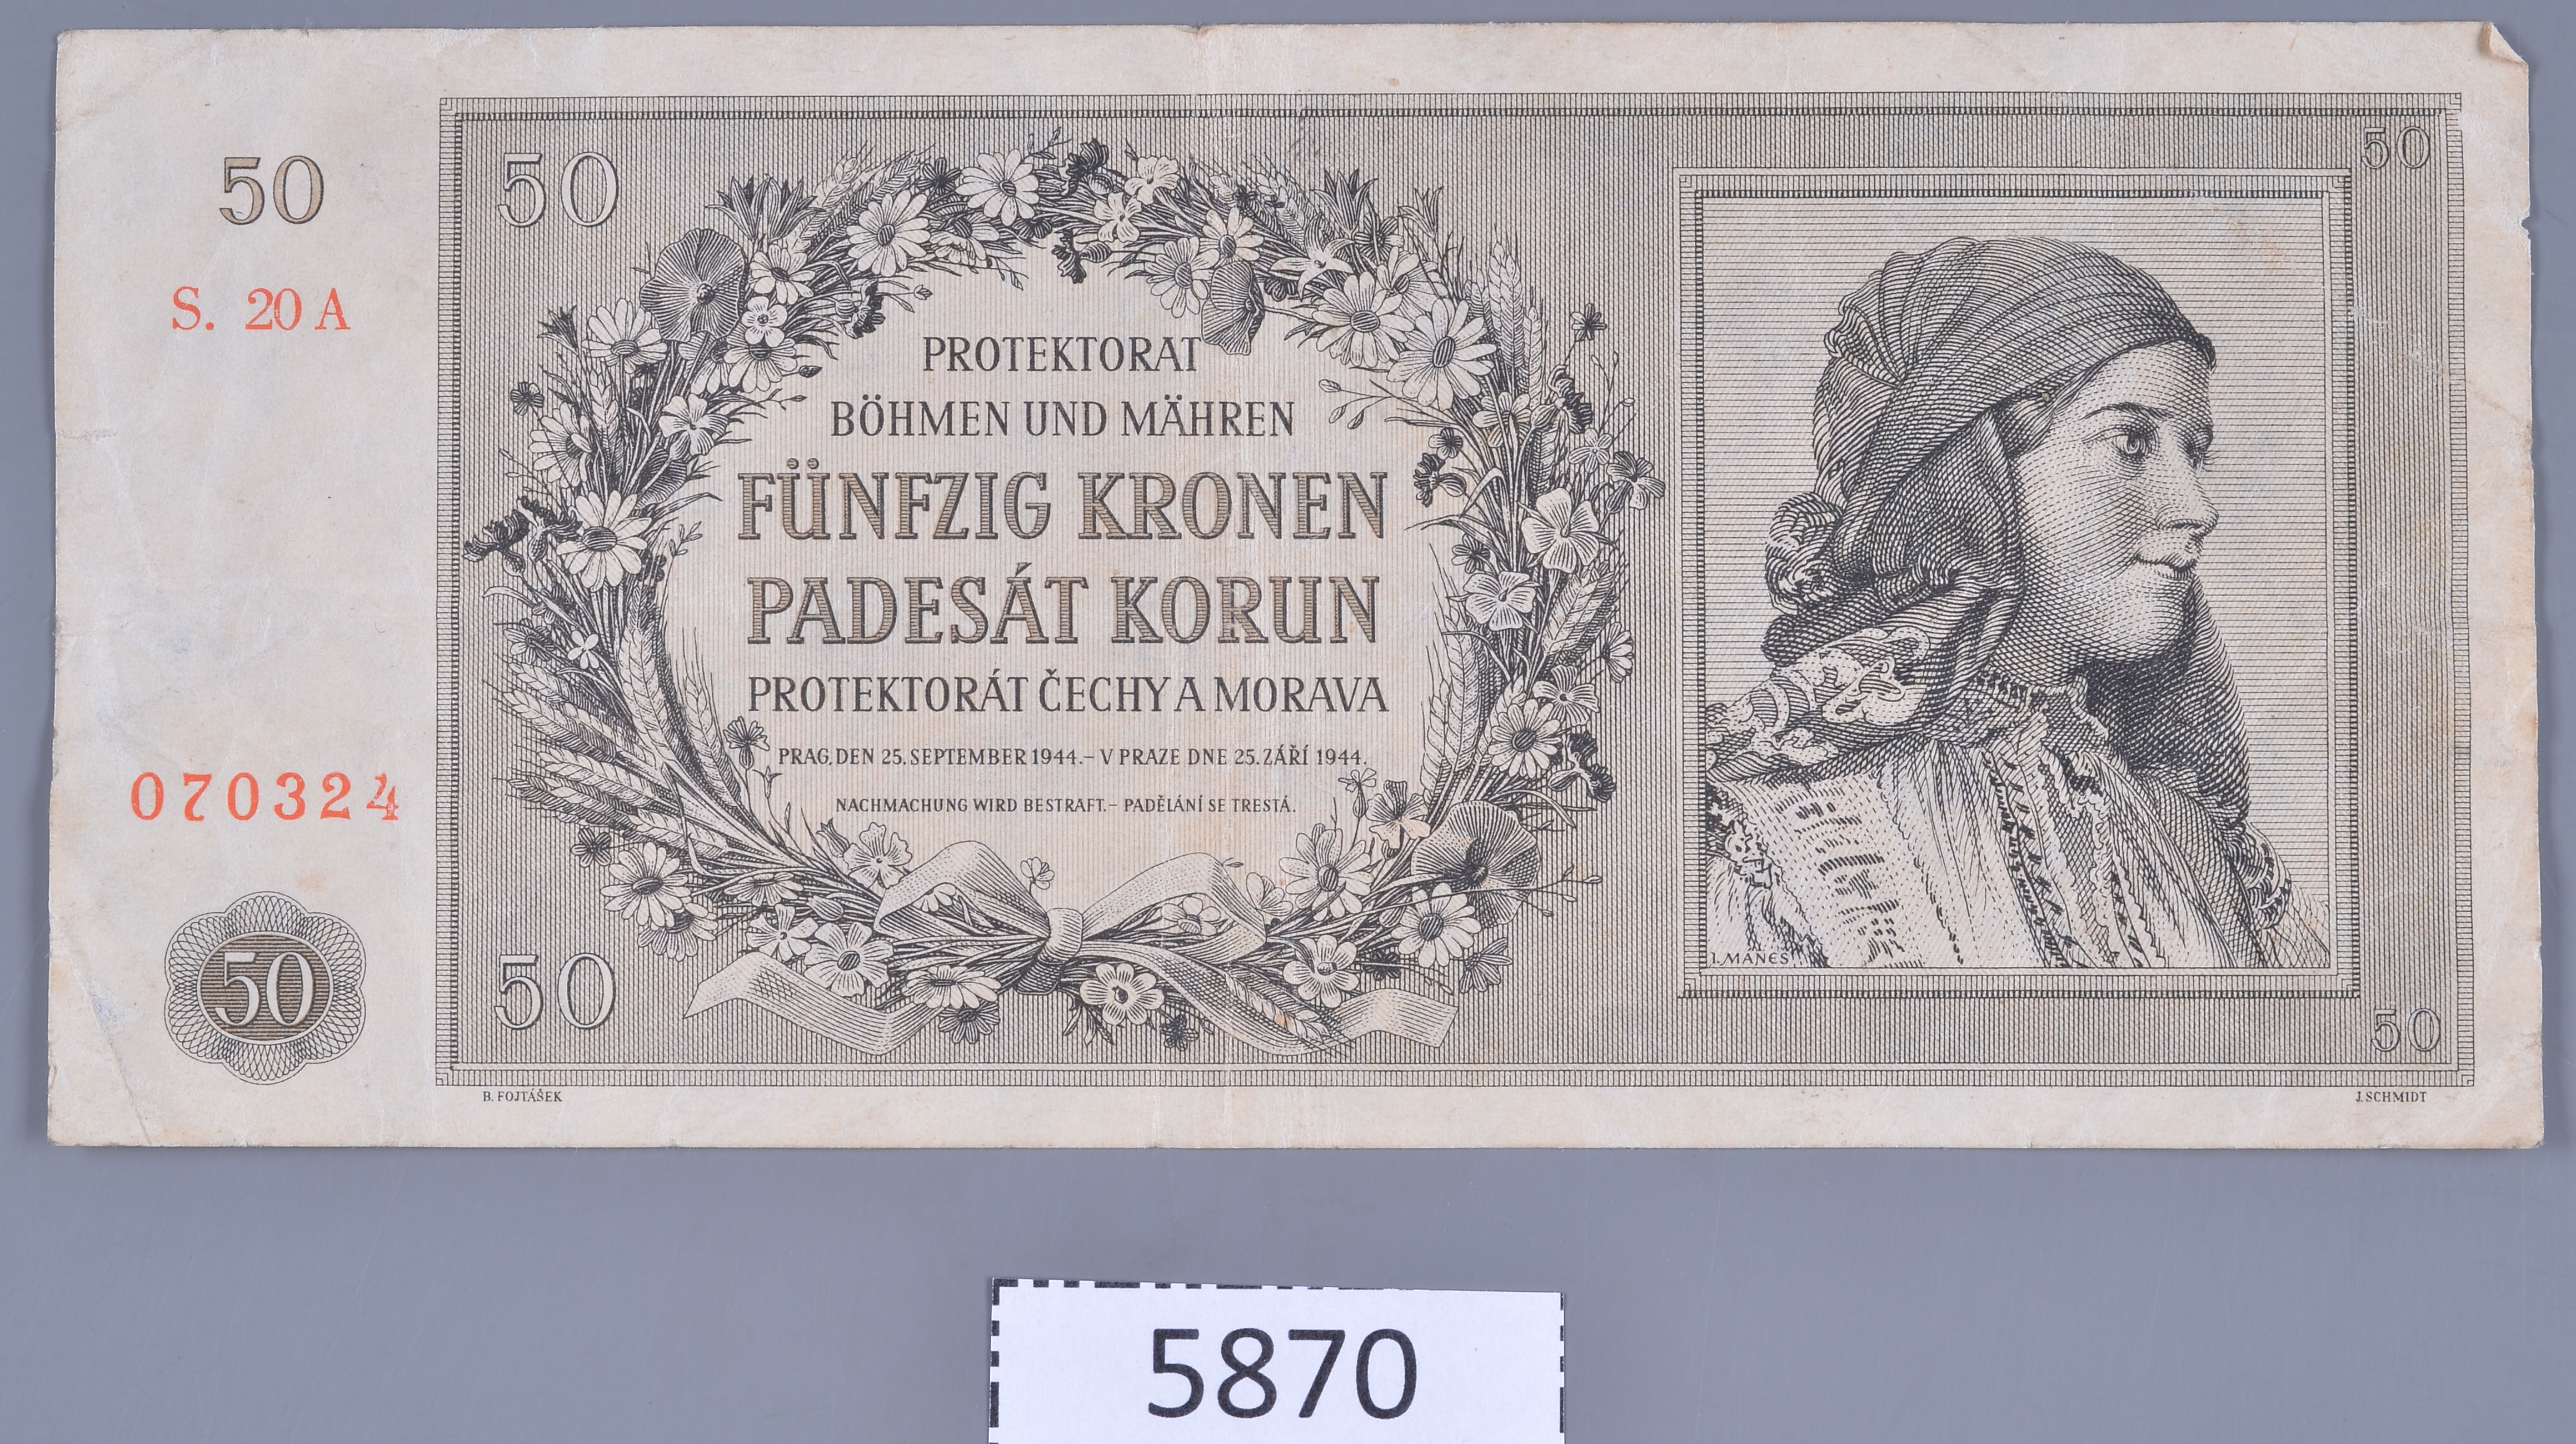 50
S. 20 A
070324
50
50
50
PROTEKTORAT
BÖHMEN UND MÄHREN
FÜNFZIG KRONEN
PADESÁT KORUN
PROTEKTORÁT ČECHY A MORAVA
PRAG, DEN 25. SEPTEMBER 1944. – V PRAZE DNE 25. ZÁŘÍ 1944.
NACHMACHUNG WIRD BESTRAFT. – PADĚLÁNÍ SE TRESTÁ.
50
I. MÁNES
50
B. FOJTÁŠEK
J. SCHMIDT
5870